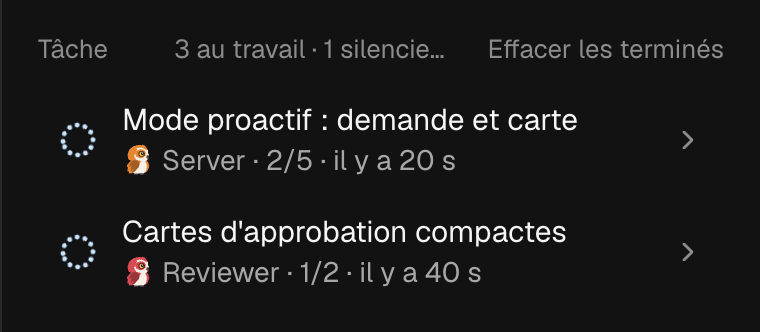 Tâche 3 au travail · 1 silencie... Effacer les terminés
Mode proactif : demande et carte
Server · 2/5 · il y a 20 s
Cartes d'approbation compactes
Reviewer · 1/2 · il y a 40 s